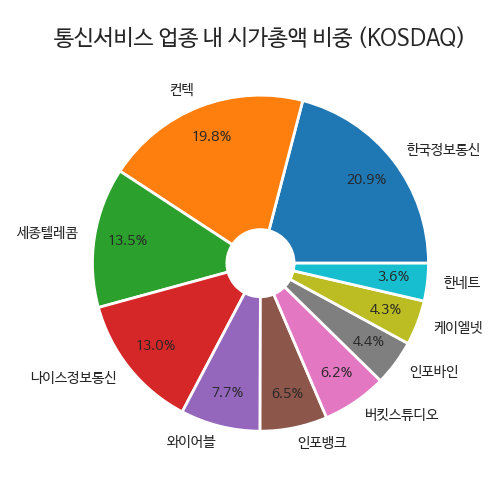 통신서비스 업종 내 시가총액 비중 (KOSDAQ)
컨텍
19.8%
한국정보통신
20.9%
세종텔레콤
13.5%
한네트
3.6%
케이엘넷
4.3%
인포바인
4.4%
나이스정보통신
13.0%
버킷스튜디오
6.2%
와이어블
7.7%
인포뱅크
6.5%